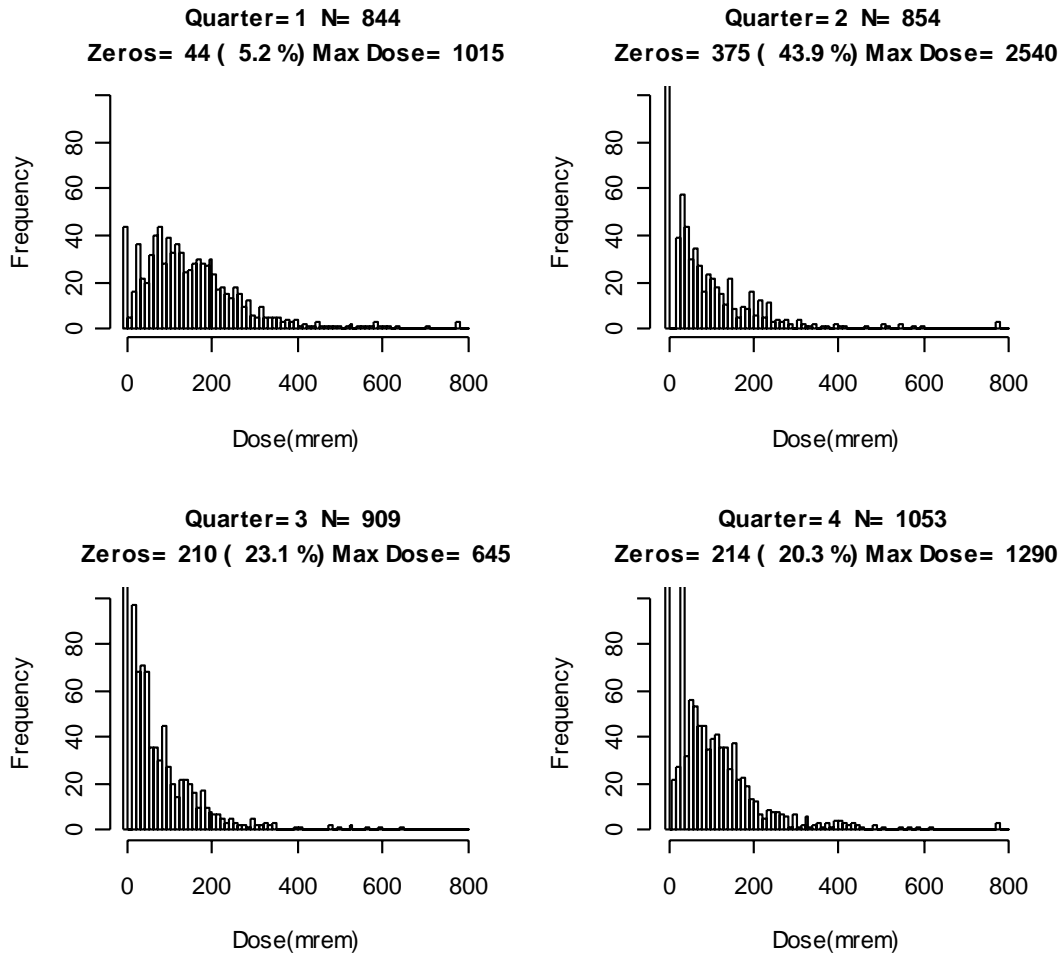 Quarter= 1 N= 844
Zeros= 44 ( 5.2 %) Max Dose= 1015
Frequency
0 20 40 60 80
0 200 400 600 800
Dose(mrem)
Quarter= 2 N= 854
Zeros= 375 ( 43.9 %) Max Dose= 2540
Frequency
0 20 40 60 80
0 200 400 600 800
Dose(mrem)
Quarter= 3 N= 909
Zeros= 210 ( 23.1 %) Max Dose= 645
Frequency
0 20 40 60 80
0 200 400 600 800
Dose(mrem)
Quarter= 4 N= 1053
Zeros= 214 ( 20.3 %) Max Dose= 1290
Frequency
0 20 40 60 80
0 200 400 600 800
Dose(mrem)